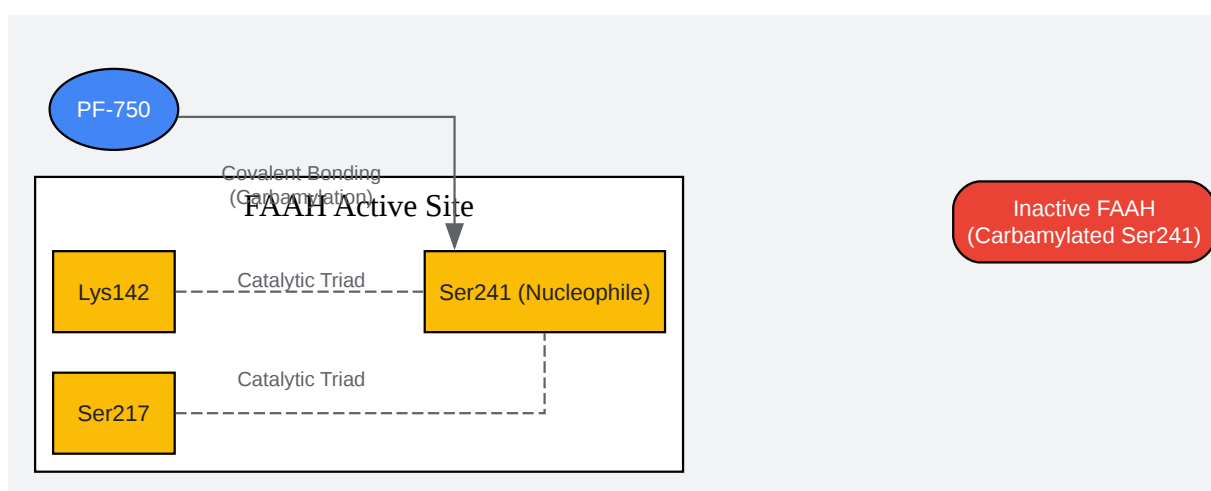 PF-750
Covalent Bonding
(Carbamylation)
FAAH Active Site
Inactive FAAH
(Carbamylated Ser241)
Lys142
Catalytic Triad
Ser241 (Nucleophile)
Catalytic Triad
Ser217